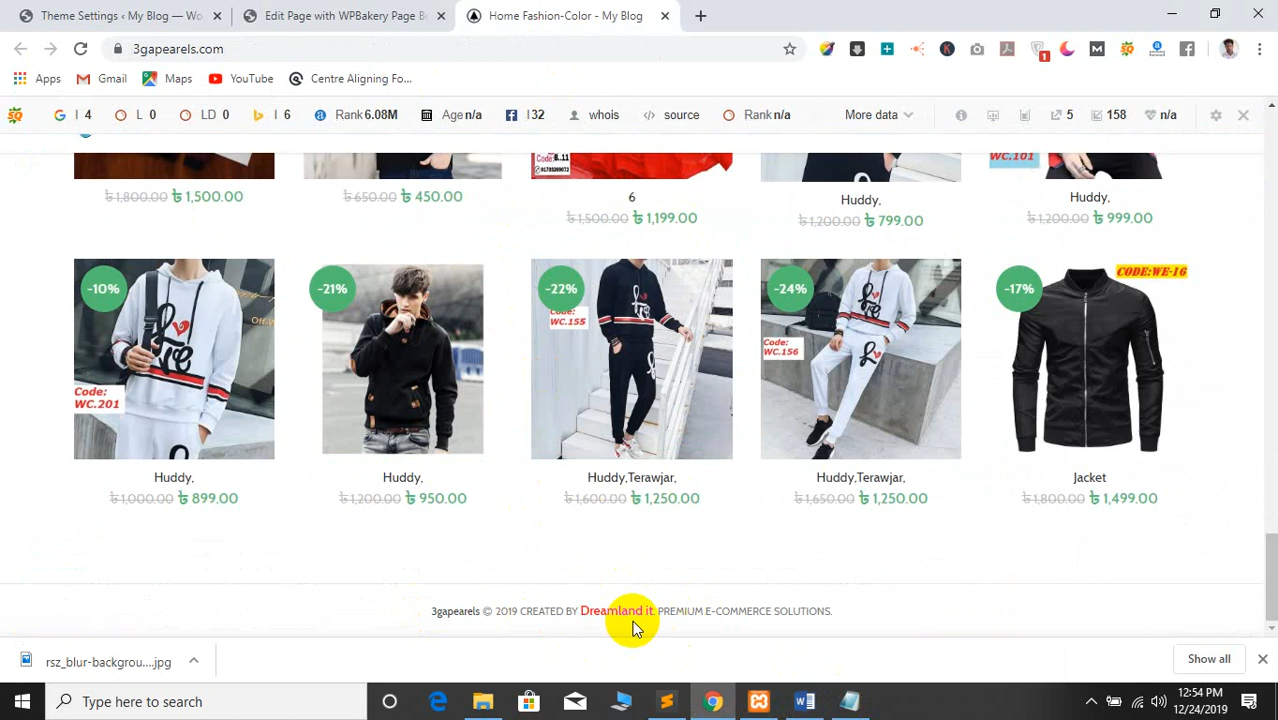 Theme Settings ‹ My Blog — Wo
Edit Page with WPBakery Page B
Home Fashion-Color - My Blog
3gapearels.com
Apps
Gmail
Maps
YouTube
Centre Aligning Fo...
I 4
L 0
LD 0
I 6
Rank 6.08M
Age n/a
I 32
whois
source
Rank n/a
More data
5
158
n/a
1
Code:B..11
01708269072
WC.101
৳ 1,800.00 ৳ 1,500.00
৳ 650.00 ৳ 450.00
6
৳ 1,500.00 ৳ 1,199.00
Huddy,
৳ 1,200.00 ৳ 799.00
Huddy,
৳ 1,200.00 ৳ 999.00
-10%
Code:
WC.201
-21%
-22%
WC.155
-24%
Code:
WC.156
-17%
CODE:WE-16
Huddy,
৳ 1,000.00 ৳ 899.00
Huddy,
৳ 1,200.00 ৳ 950.00
Huddy,Terawjar,
৳ 1,600.00 ৳ 1,250.00
Huddy,Terawjar,
৳ 1,650.00 ৳ 1,250.00
Jacket
৳ 1,800.00 ৳ 1,499.00
3gapearels © 2019 CREATED BY Dreamland it. PREMIUM E-COMMERCE SOLUTIONS.
rsz_blur-backgrou....jpg
Show all
Type here to search
12:54 PM
12/24/2019